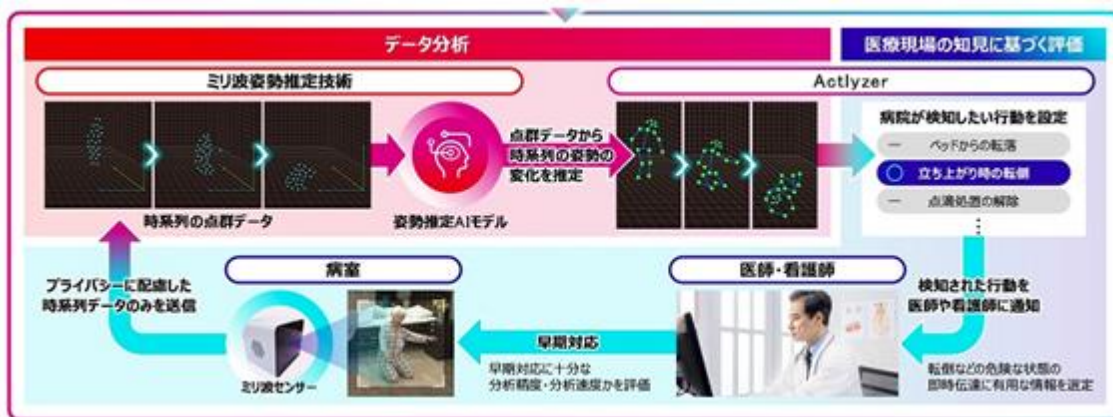 データ分析
医療現場の知見に基づく評価
ミリ波姿勢推定技術
Actlyzer
病院が検知したい行動を設定
ベッドからの転落
立ち上がり時の転倒
点滴処置の解除
点群データから
時系列の姿勢の
変化を推定
時系列の点群データ
姿勢推定AIモデル
プライバシーに配慮した
時系列データのみを送信
病室
ミリ波センサー
早期対応
早期対応に十分な
分析精度・分析速度かを評価
医師・看護師
検知された行動を
医師や看護師に通知
転倒などの危険な状態の
即時伝達に有用な情報を選定